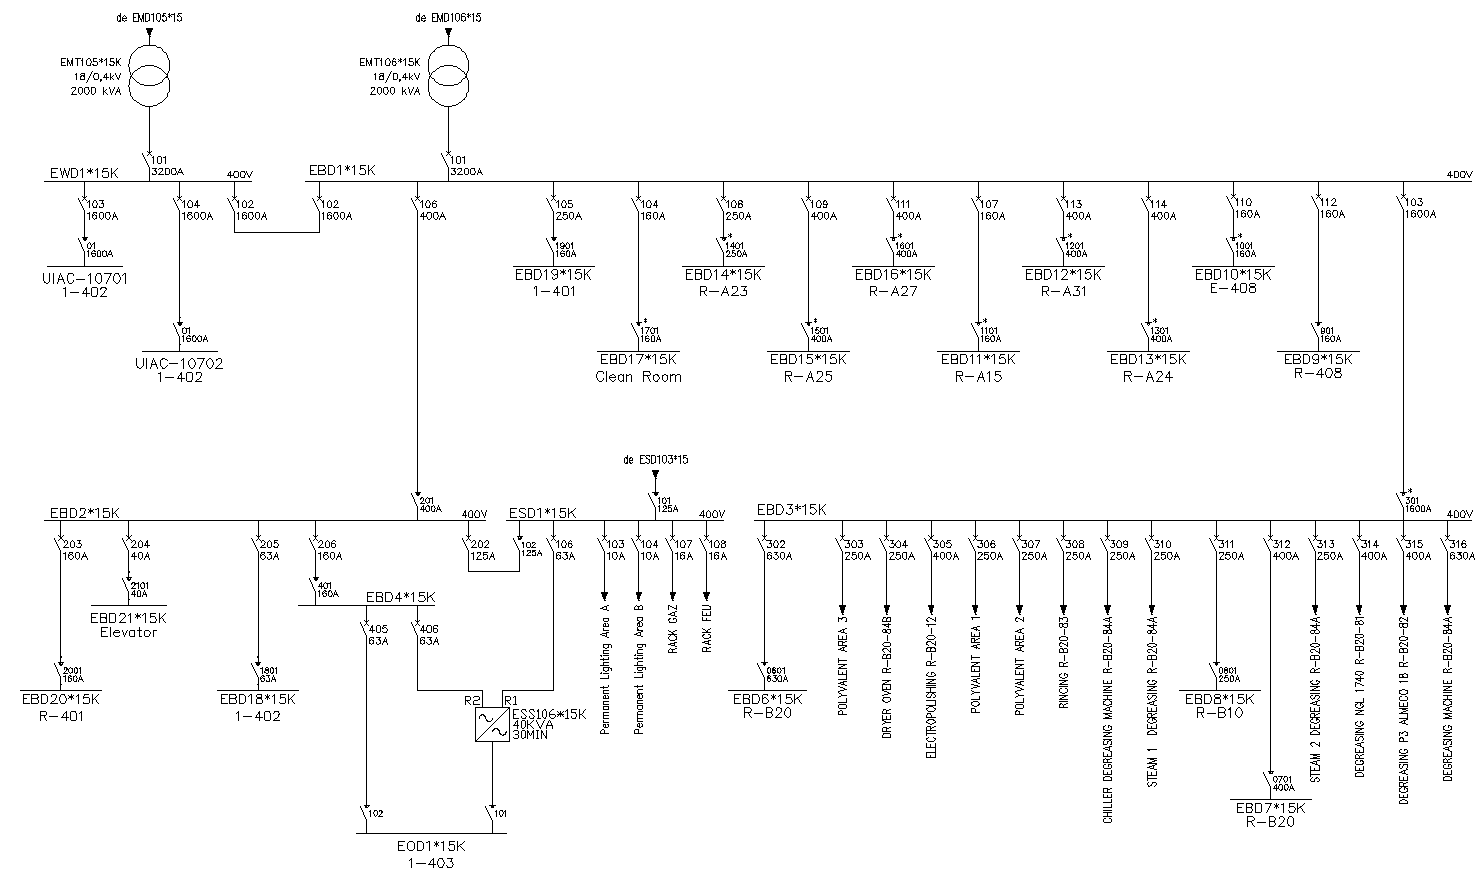 de EMD105*15
de EMD106*15
EMT105*15K
18/0,4kV
2000 kVA
EMT106*15K
18/0,4kV
2000 kVA
101
3200A
101
3200A
EWD1*15K
400V
EBD1*15K
400V
103
1600A
104
1600A
102
1600A
102
1600A
106
400A
105
250A
104
160A
108
250A
109
400A
111
400A
107
160A
113
400A
114
400A
110
160A
112
160A
103
1600A
01
1600A
UIAC-10701
1-402
1901
160A
EBD19*15K
1-401
*
1401
250A
EBD14*15K
R-A23
*
1601
400A
EBD16*15K
R-A27
*
1201
400A
EBD12*15K
R-A31
*
1001
160A
EBD10*15K
E-408
01
1600A
UIAC-10702
1-402
*
1701
160A
EBD17*15K
Clean Room
*
1501
400A
EBD15*15K
R-A25
*
1101
160A
EBD11*15K
R-A15
*
1301
400A
EBD13*15K
R-A24
901
160A
EBD9*15K
R-408
de ESD103*15
201
400A
101
125A
*
301
1600A
EBD2*15K
400V
ESD1*15K
400V
EBD3*15K
400V
203
160A
204
40A
205
63A
206
160A
202
125A
102
125A
106
63A
103
10A
104
10A
107
16A
108
16A
302
630A
303
250A
304
250A
305
400A
306
250A
307
250A
308
250A
309
250A
310
250A
311
250A
312
400A
313
250A
314
400A
315
400A
316
630A
2101
40A
EBD21*15K
Elevator
401
160A
EBD4*15K
405
63A
406
63A
2001
160A
EBD20*15K
R-401
1801
63A
EBD18*15K
1-402
R2
R1
ESS106*15K
40KVA
30MIN
Permanent Lighting Area A
Permanent Lighting Area B
RACK GAZ
RACK FEU
0601
630A
EBD6*15K
R-B20
POLYVALENT AREA 3
DRYER OVEN R-B20-84B
ELECTROPOLISHING R-B20-12
POLYVALENT AREA 1
POLYVALENT AREA 2
RINCING R-B20-83
CHILLER DEGREASING MACHINE R-B20-84A
STEAM 1 DEGREASING R-B20-84A
0801
250A
EBD8*15K
R-B10
0701
400A
EBD7*15K
R-B20
STEAM 2 DEGREASING R-B20-84A
DEGREASING NGL 1740 R-B20-81
DEGREASING P3 ALMECO 18 R-B20-82
DEGREASING MACHINE R-B20-84A
102
101
EOD1*15K
1-403